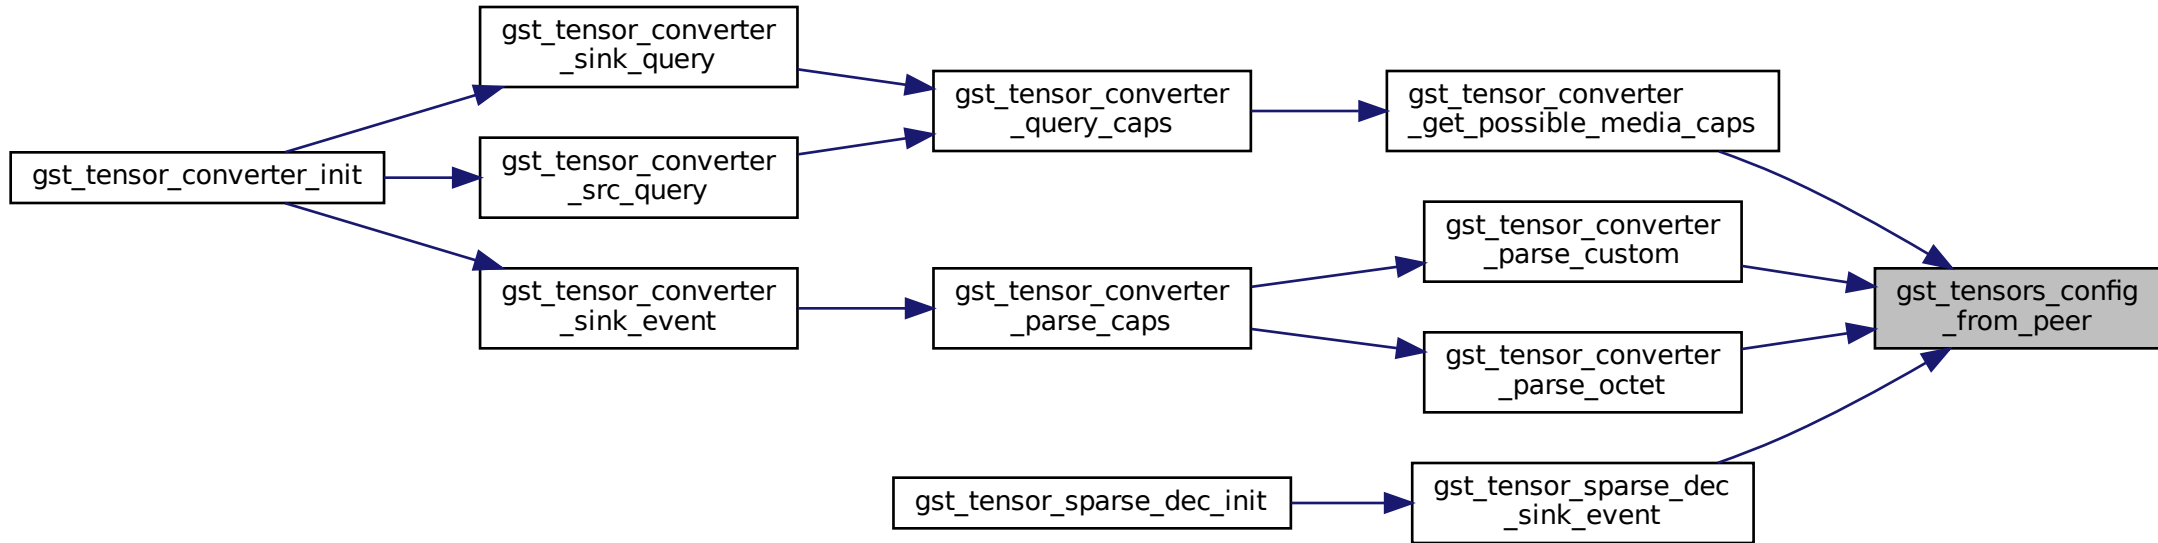 gst_tensor_converter
_sink_query
gst_tensor_converter
_query_caps
gst_tensor_converter
_get_possible_media_caps
gst_tensor_converter_init
gst_tensor_converter
_src_query
gst_tensor_converter
_parse_custom
gst_tensor_converter
_sink_event
gst_tensor_converter
_parse_caps
gst_tensors_config
_from_peer
gst_tensor_converter
_parse_octet
gst_tensor_sparse_dec_init
gst_tensor_sparse_dec
_sink_event